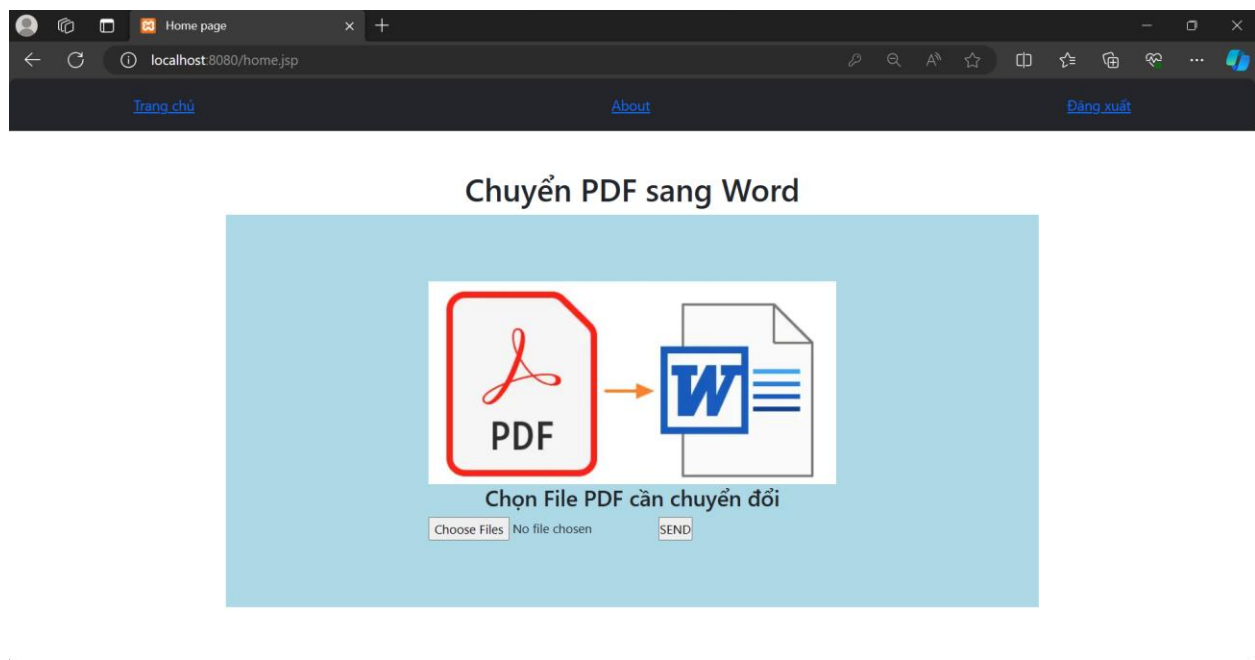 Home page
localhost:8080/home.jsp
Trang chủ About Đăng xuất
Chuyển PDF sang Word
PDF W
Chọn File PDF cần chuyển đổi
Choose Files No file chosen SEND